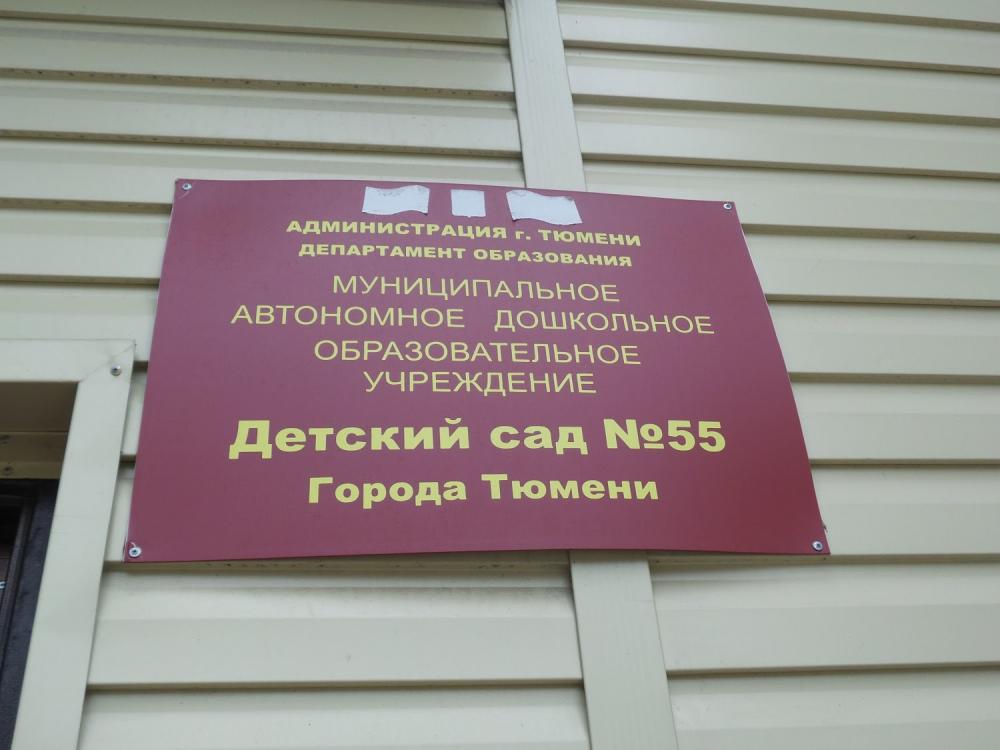 АДМИНИСТРАЦИЯ г. ТЮМЕНИ
ДЕПАРТАМЕНТ ОБРАЗОВАНИЯ
МУНИЦИПАЛЬНОЕ
АВТОНОМНОЕ ДОШКОЛЬНОЕ
ОБРАЗОВАТЕЛЬНОЕ
УЧРЕЖДЕНИЕ
Детский сад №55
Города Тюмени